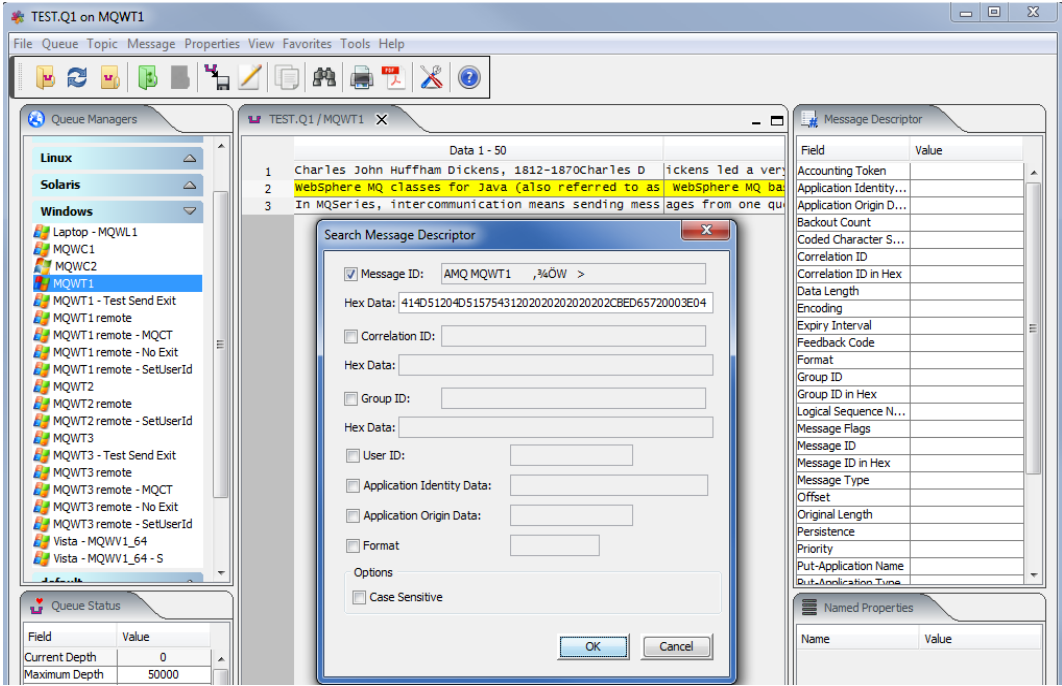 TEST.Q1 on MQWT1
File Queue Topic Message Properties View Favorites Tools Help
Queue Managers
Linux
Solaris
Windows
Laptop - MQWL1
MQWC1
MQWC2
MQWT1
MQWT1 - Test Send Exit
MQWT1 remote
MQWT1 remote - MQCT
MQWT1 remote - No Exit
MQWT1 remote - SetUserId
MQWT2
MQWT2 remote
MQWT2 remote - SetUserId
MQWT3
MQWT3 - Test Send Exit
MQWT3 remote
MQWT3 remote - MQCT
MQWT3 remote - No Exit
MQWT3 remote - SetUserId
Vista - MQWV1_64
Vista - MQWV1_64 - S
default
Queue Status
Field Value
Current Depth 0
Maximum Depth 50000
TEST.Q1 / MQWT1
Data 1 - 50
1 Charles John Huffham Dickens, 1812-1870Charles D ickens led a very
2 WebSphere MQ classes for Java (also referred to as WebSphere MQ ba
3 In MQSeries, intercommunication means sending mess ages from one qu
Search Message Descriptor
Message ID: AMQ MQWT1 ,¾ÖW >
Hex Data: 414D51204D51575431202020202020202CBED65720003E04
Correlation ID:
Hex Data:
Group ID:
Hex Data:
User ID:
Application Identity Data:
Application Origin Data:
Format
Options
Case Sensitive
OK Cancel
Message Descriptor
Field Value
Accounting Token
Application Identity...
Application Origin D...
Backout Count
Coded Character S...
Correlation ID
Correlation ID in Hex
Data Length
Encoding
Expiry Interval
Feedback Code
Format
Group ID
Group ID in Hex
Logical Sequence N...
Message Flags
Message ID
Message ID in Hex
Message Type
Offset
Original Length
Persistence
Priority
Put-Application Name
Put-Application Type
Named Properties
Name Value